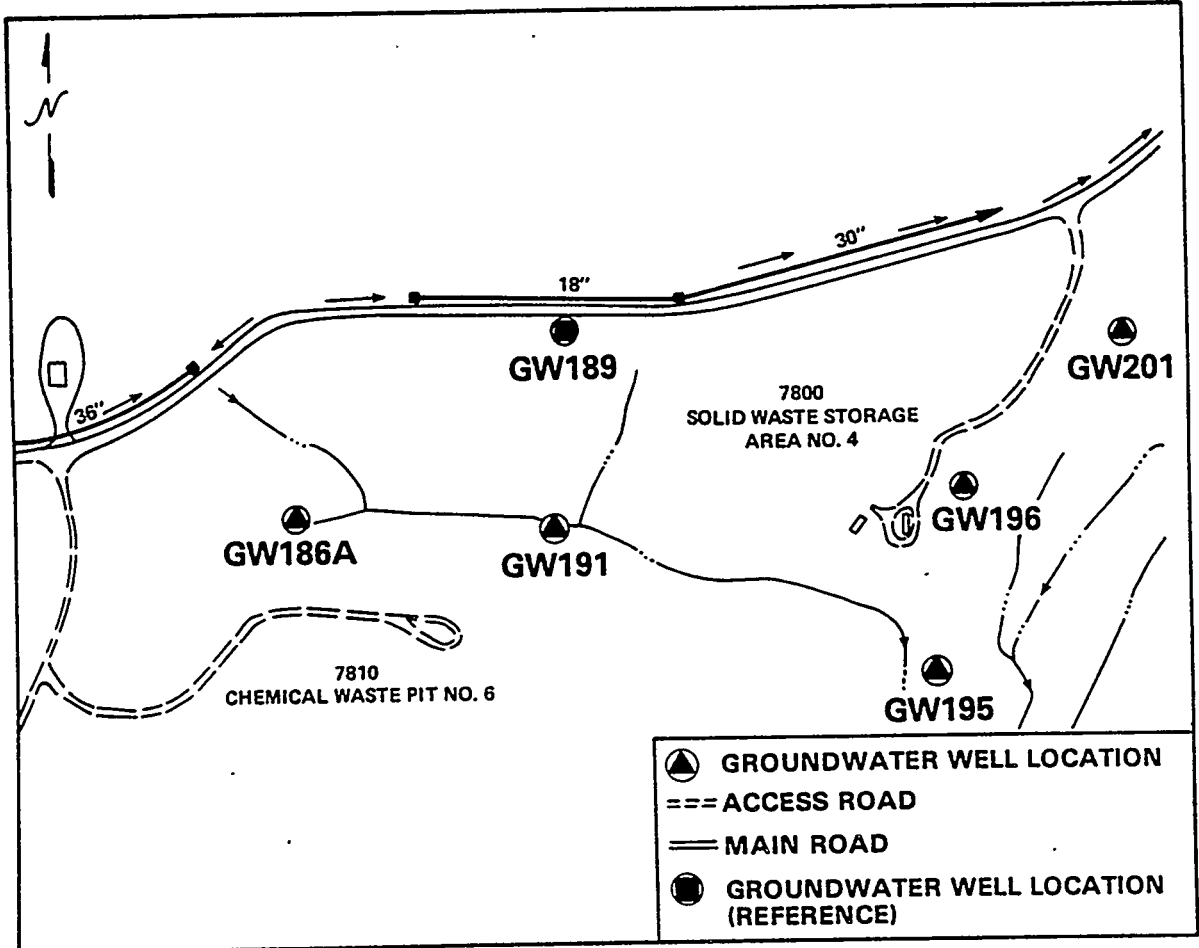 N
30”
18”
GW189
GW201
36”
7800
SOLID WASTE STORAGE
AREA NO. 4
GW196
GW186A
GW191
7810
CHEMICAL WASTE PIT NO. 6
GW195
GROUNDWATER WELL LOCATION
ACCESS ROAD
MAIN ROAD
GROUNDWATER WELL LOCATION
(REFERENCE)